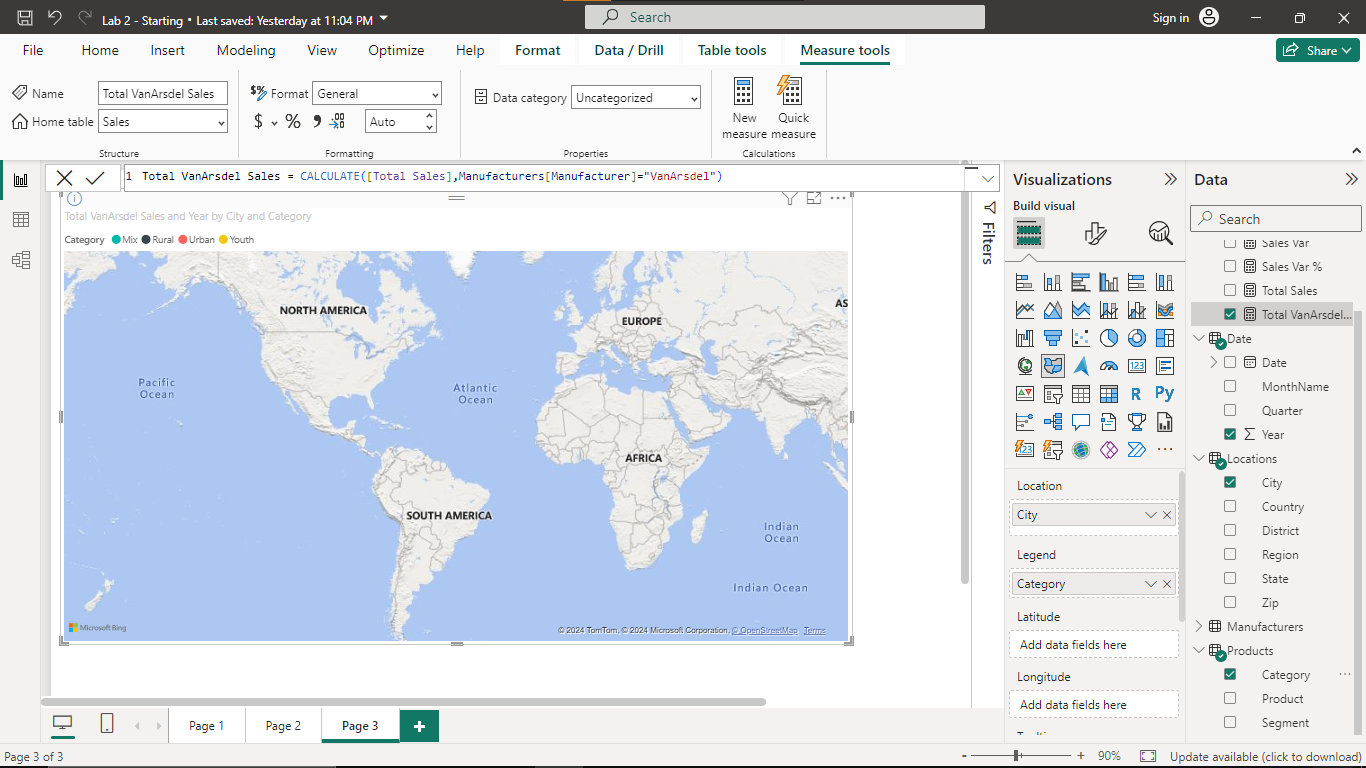 Lab 2 - Starting • Last saved: Yesterday at 11:04 PM
Search
Sign in
File
Home
Insert
Modeling
View
Optimize
Help
Format
Data / Drill
Table tools
Measure tools
Share
Name
Total VanArsdel Sales
Home table
Sales
Structure
Format
General
$
%
Auto
Formatting
Data category
Uncategorized
Properties
New measure
Quick measure
Calculations
1 Total VanArsdel Sales = CALCULATE([Total Sales],Manufacturers[Manufacturer]="VanArsdel")
Total VanArsdel Sales and Year by City and Category
Category Mix Rural Urban Youth
NORTH AMERICA
EUROPE
AS
Pacific Ocean
Atlantic Ocean
AFRICA
SOUTH AMERICA
Indian Ocean
Indian Ocean
Microsoft Bing
© 2024 TomTom, © 2024 Microsoft Corporation, © OpenStreetMap Terms
Filters
Visualizations
Build visual
123
R
Py
123
Location
City
Legend
Category
Latitude
Add data fields here
Longitude
Add data fields here
Data
Search
Sales Var
Sales Var %
Total Sales
Total VanArsdel...
Date
Date
MonthName
Quarter
Year
Locations
City
Country
District
Region
State
Zip
Manufacturers
Products
Category
Product
Segment
Page 1
Page 2
Page 3
Page 3 of 3
- + 90%
Update available (click to download)